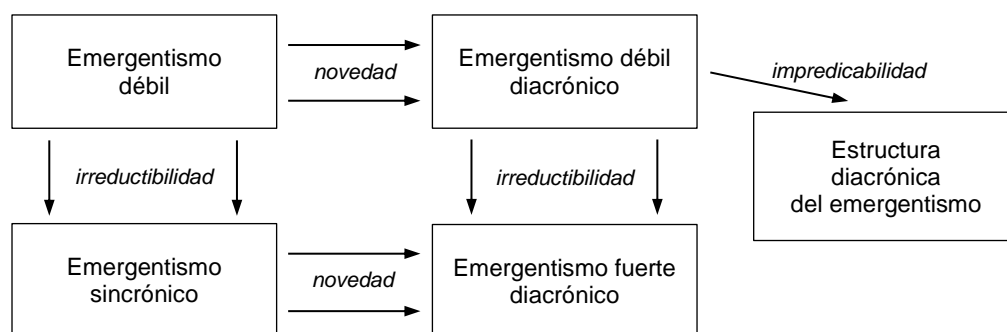 Emergentismo
débil
novedad
Emergentismo débil
diacrónico
impredicabilidad
irreductibilidad
irreductibilidad
Estructura
diacrónica
del emergentismo
Emergentismo
sincrónico
novedad
Emergentismo fuerte
diacrónico